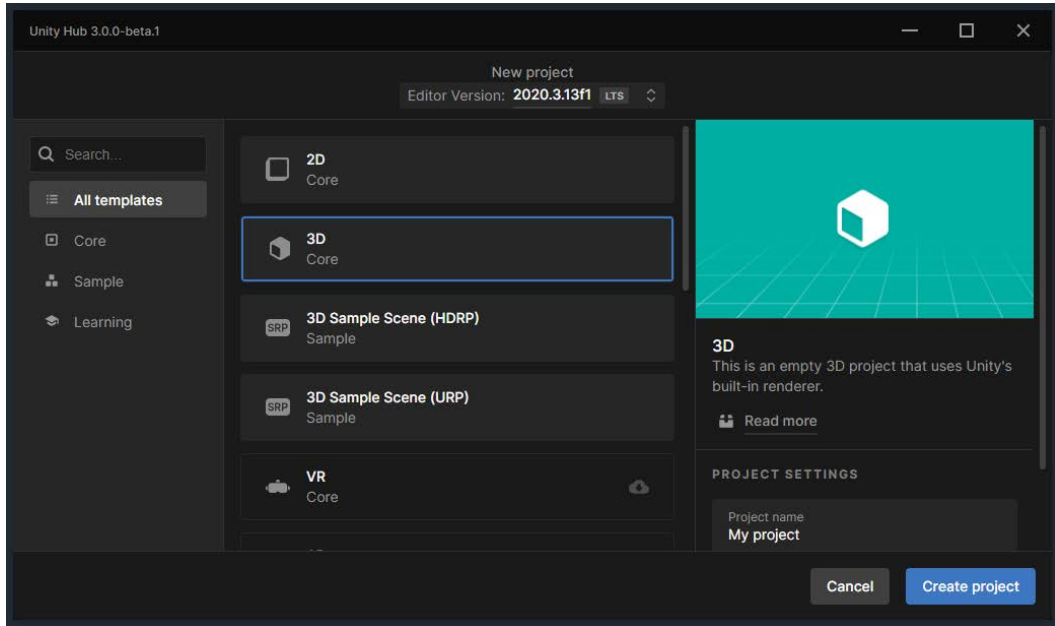 Unity Hub 3.0.0-beta.1
New project
Editor Version: 2020.3.13f1 LTS
Search...
All templates
Core
Sample
Learning
2D
Core
3D
Core
SRP
3D Sample Scene (HDRP)
Sample
SRP
3D Sample Scene (URP)
Sample
VR
Core
3D
This is an empty 3D project that uses Unity's
built-in renderer.
Read more
PROJECT SETTINGS
Project name
My project
Cancel
Create project